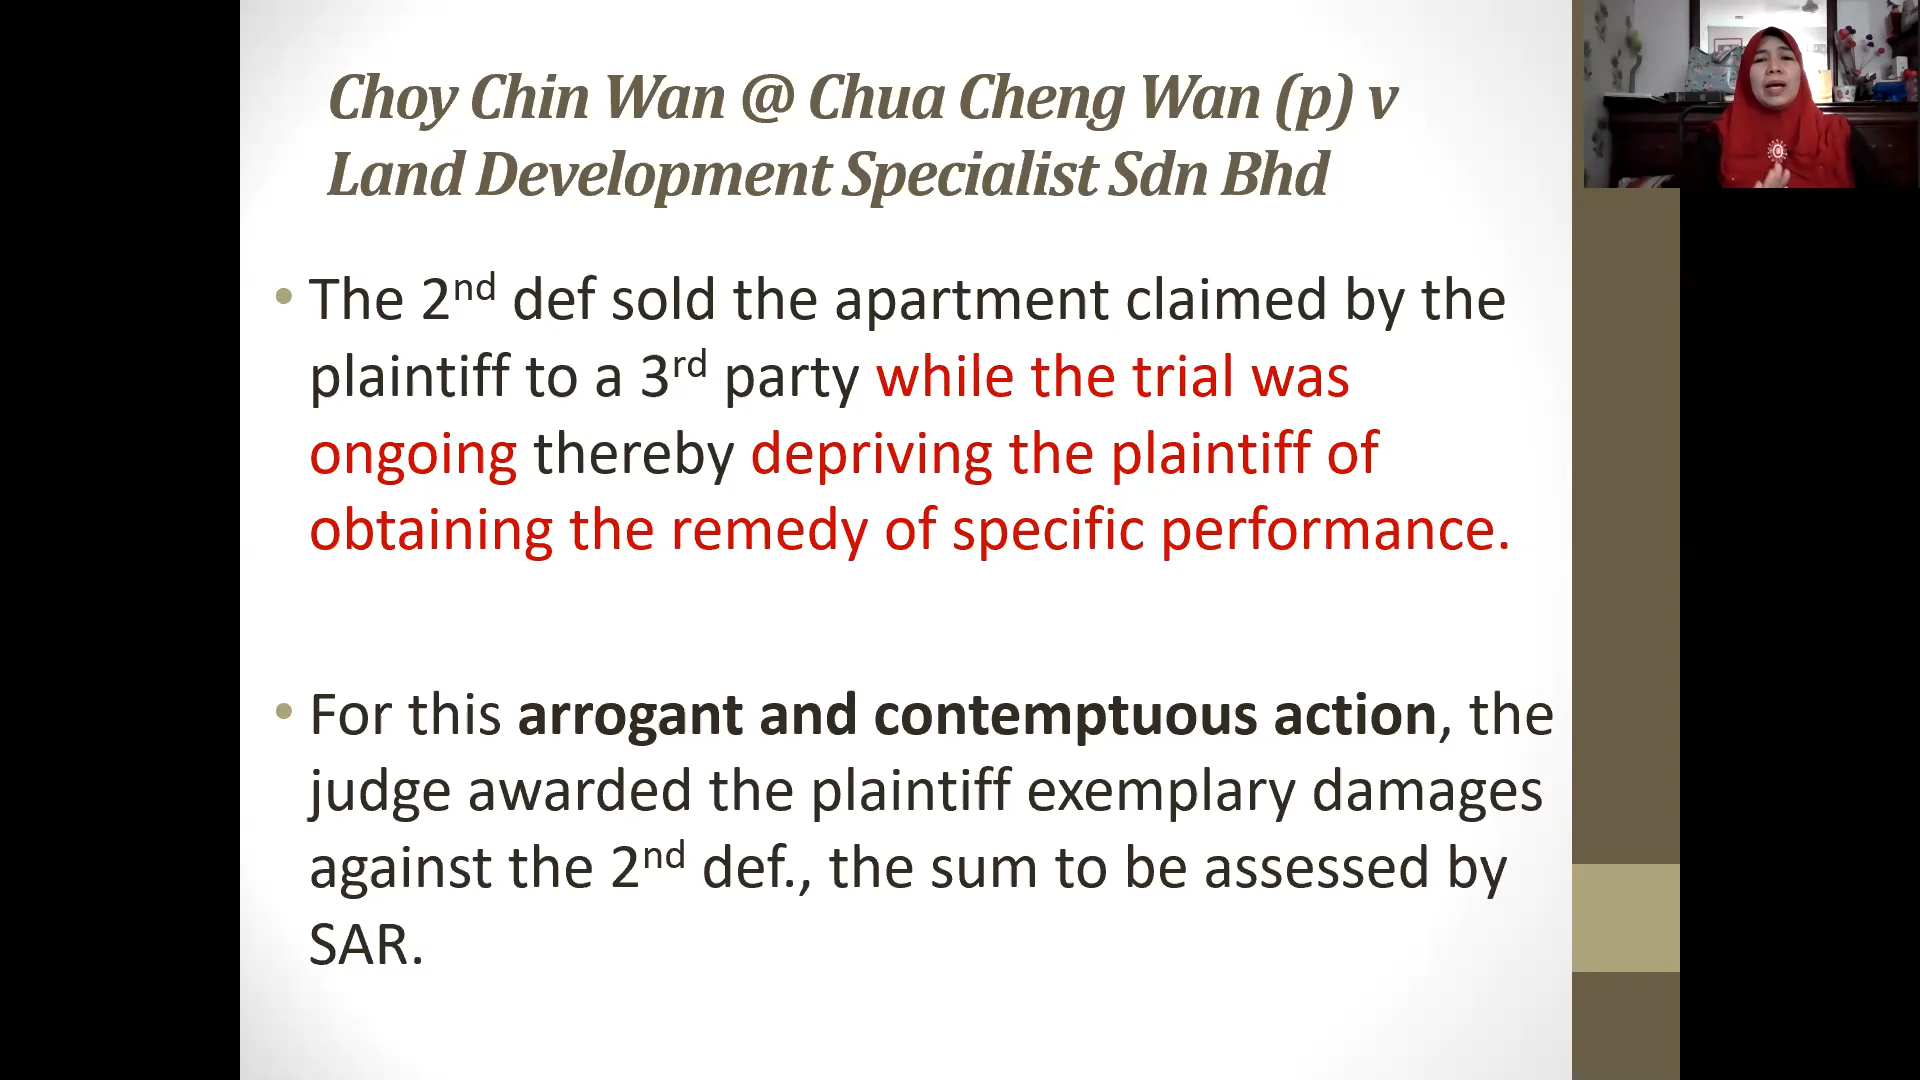 Choy Chin Wan @ Chua Cheng Wan (p) v
Land Development Specialist Sdn Bhd
• The 2nd def sold the apartment claimed by the
plaintiff to a 3rd party while the trial was
ongoing thereby depriving the plaintiff of
obtaining the remedy of specific performance.
• For this arrogant and contemptuous action, the
judge awarded the plaintiff exemplary damages
against the 2nd def., the sum to be assessed by
SAR.